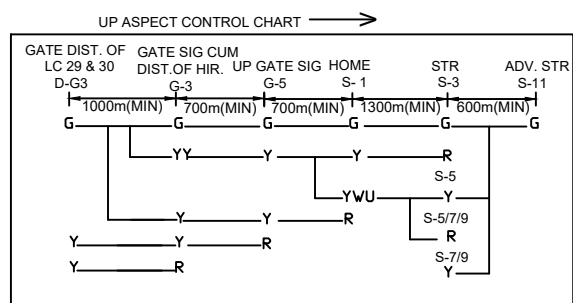 UP ASPECT CONTROL CHART
GATE DIST. OF GATE SIG CUM UP GATE SIG HOME STR ADV. STR
LC 29 & 30 DIST.OF HIR.
D-G3 G-3 G-5 S- 1 S-3 S-11
1000m(MIN) 700m(MIN) 700m(MIN) 1300m(MIN) 600m(MIN)
G G G G G G
YY Y Y R
S-5
YWU Y
Y Y R S-5/7/9
R
Y Y R S-7/9
Y R Y